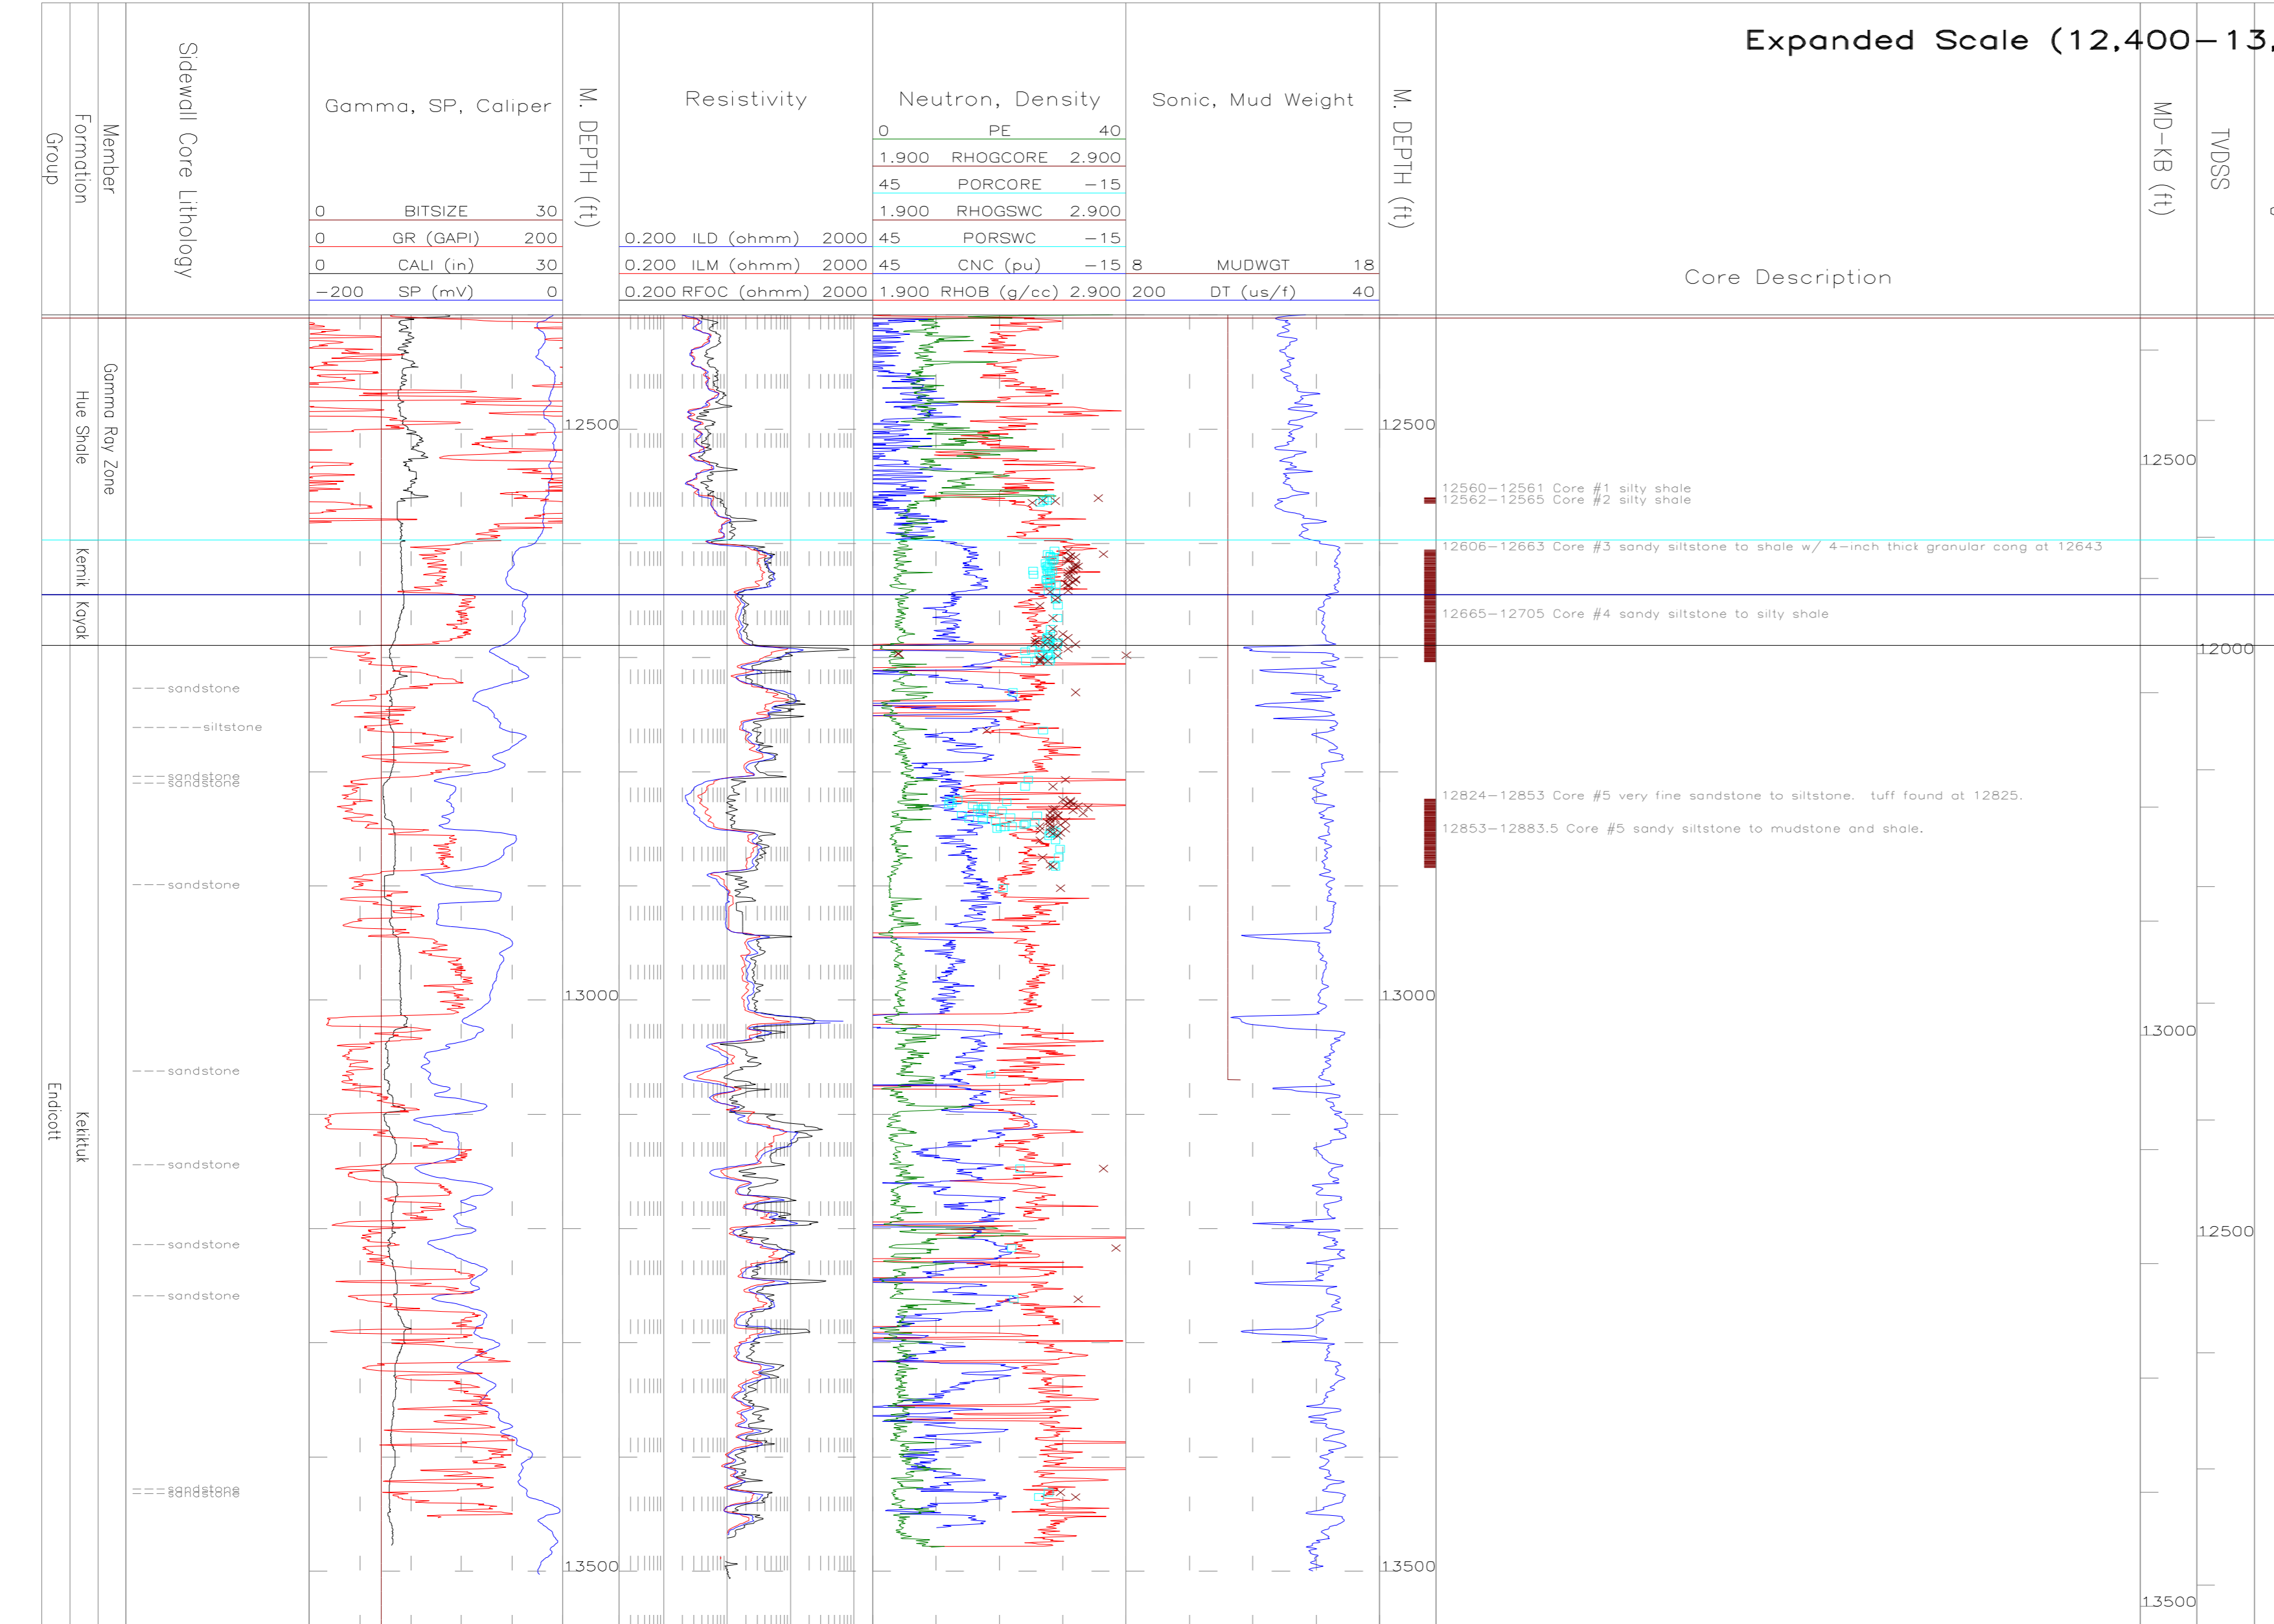 Expanded Scale (12,400-13,
Group
Formation
Member
Sidewall Core Lithology
Gamma, SP, Caliper
0 BITSIZE 30
0 GR (GAPI) 200
0 CALI (in) 30
-200 SP (mV) 0
M. DEPTH (ft)
Resistivity
0.200 ILD (ohmm) 2000
0.200 ILM (ohmm) 2000
0.200 RFOC (ohmm) 2000
Neutron, Density
0 PE 40
1.900 RHOGCORE 2.900
45 PORCORE -15
1.900 RHOGSWC 2.900
45 PORSWC -15
45 CNC (pu) -15
1.900 RHOB (g/cc) 2.900
Sonic, Mud Weight
8 MUDWGT 18
200 DT (us/f) 40
M. DEPTH (ft)
Core Description
MD-KB (ft)
TVDSS
Gamma Ray Zone
Hue Shale
Kemik
Kayak
Kekiktuk
Endicott
---sandstone
------siltstone
---sandstone
---sandstone
---sandstone
---sandstone
---sandstone
---sandstone
---sandstone
---sandstone
---sandstone
12500
13000
13500
12500
13000
13500
12560-12561 Core #1 silty shale
12562-12565 Core #2 silty shale
12606-12663 Core #3 sandy siltstone to shale w/ 4-inch thick granular cong at 12643
12665-12705 Core #4 sandy siltstone to silty shale
12824-12853 Core #5 very fine sandstone to siltstone. tuff found at 12825.
12853-12883.5 Core #5 sandy siltstone to mudstone and shale.
12500
13000
13500
12000
12500